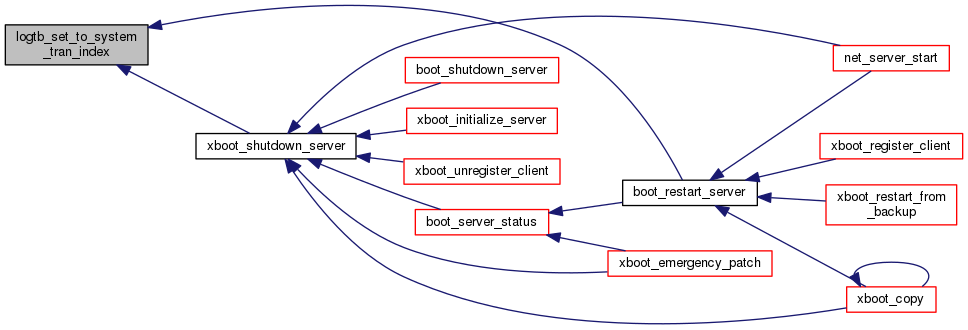 logtb_set_to_system
_tran_index
net_server_start
boot_shutdown_server
xboot_initialize_server
xboot_shutdown_server
xboot_register_client
xboot_unregister_client
boot_restart_server
xboot_restart_from
_backup
boot_server_status
xboot_emergency_patch
xboot_copy